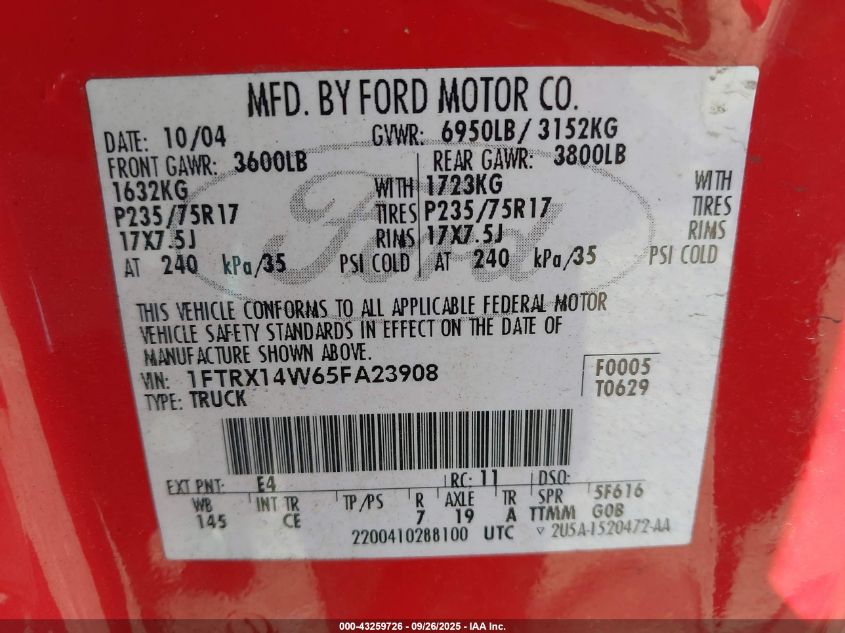 MFD. BY FORD MOTOR CO.
DATE: 10/04 GVWR: 6950LB/ 3152KG
FRONT GAWR: 3600LB REAR GAWR: 3800LB
1632KG WITH 1723KG WITH
P235/75R17 TIRES P235/75R17 TIRES
17X7.5J RIMS 17X7.5J RIMS
AT 240 kPa/35 PSI COLD AT 240 kPa/35 PSI COLD
Ford
THIS VEHICLE CONFORMS TO ALL APPLICABLE FEDERAL MOTOR
VEHICLE SAFETY STANDARDS IN EFFECT ON THE DATE OF
MANUFACTURE SHOWN ABOVE.
VIN: 1FTRX14W65FA23908 F0005
TYPE: TRUCK T0629
EXT PNT: E4 RC: 11 DSO:
WB INT TR TP/PS R AXLE TR SPR 5F616
145 CE 7 19 A TTMM GOB
2200410288100 UTC ▽ 2U5A-1520472-AA
000-43259726 - 09/26/2025 - IAA Inc.